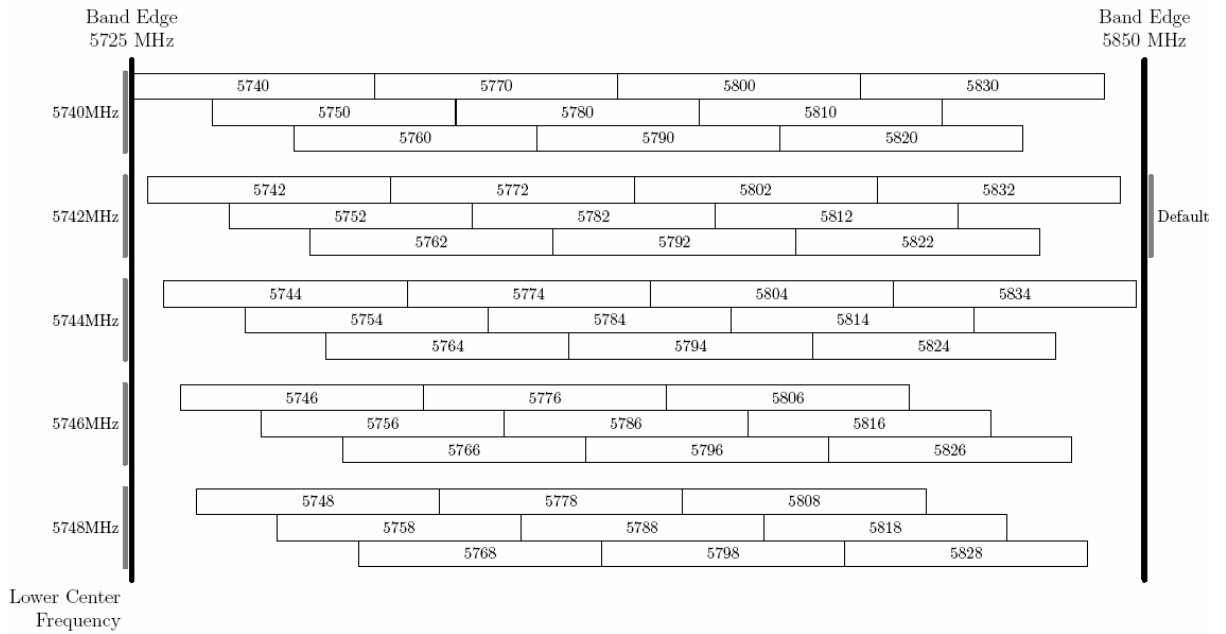 Band Edge
5725 MHz
Band Edge
5850 MHz
5740 5770 5800 5830
5740MHz 5750 5780 5810
5760 5790 5820
5742 5772 5802 5832
5742MHz 5752 5782 5812 Default
5762 5792 5822
5744 5774 5804 5834
5744MHz 5754 5784 5814
5764 5794 5824
5746 5776 5806
5746MHz 5756 5786 5816
5766 5796 5826
5748 5778 5808
5748MHz 5758 5788 5818
5768 5798 5828
Lower Center
Frequency